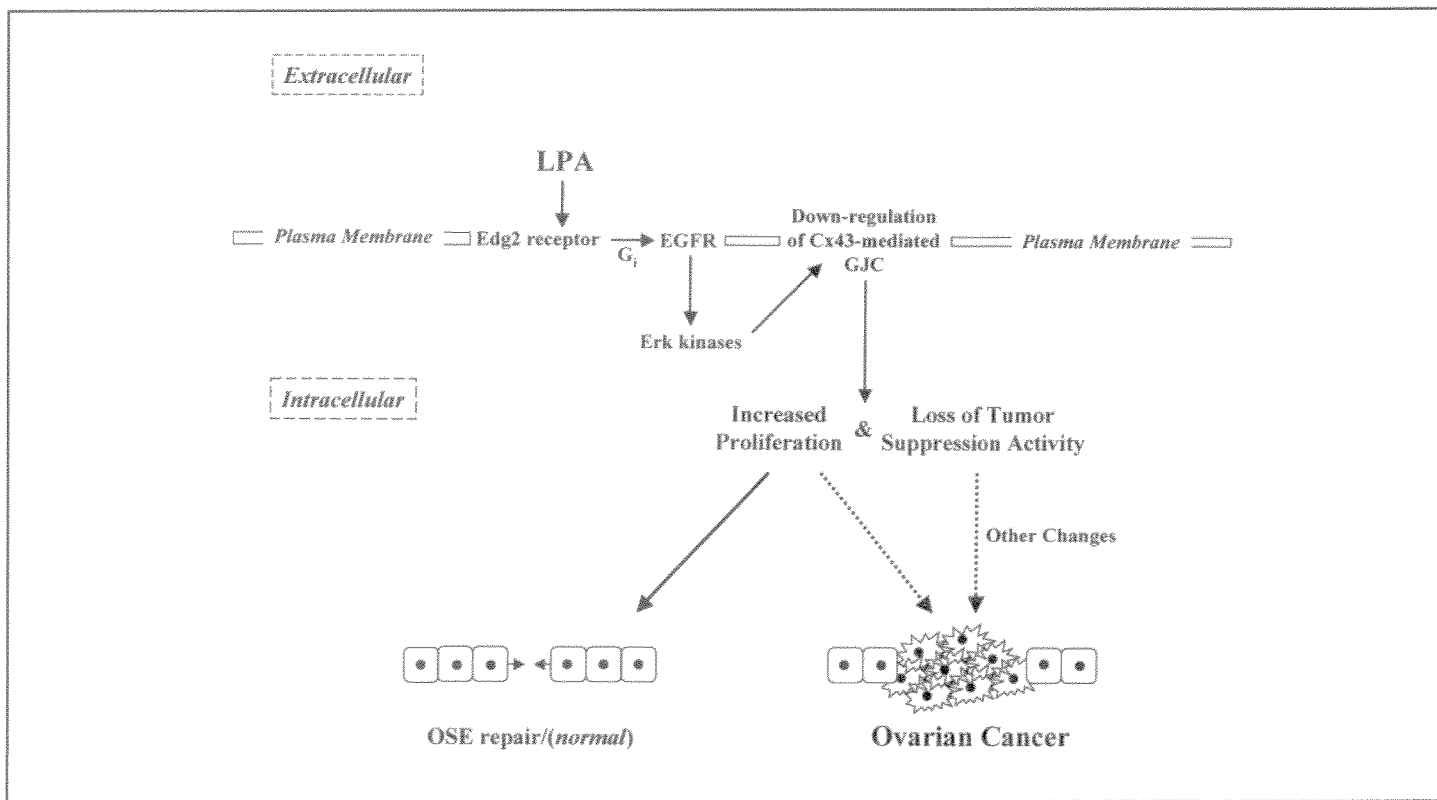 Extracellular
LPA
Plasma Membrane
Edg2 receptor
Gi
EGFR
Down-regulation
of Cx43-mediated
GJC
Plasma Membrane
Erk kinases
Intracellular
Increased
Proliferation
&
Loss of Tumor
Suppression Activity
Other Changes
OSE repair/(normal)
Ovarian Cancer